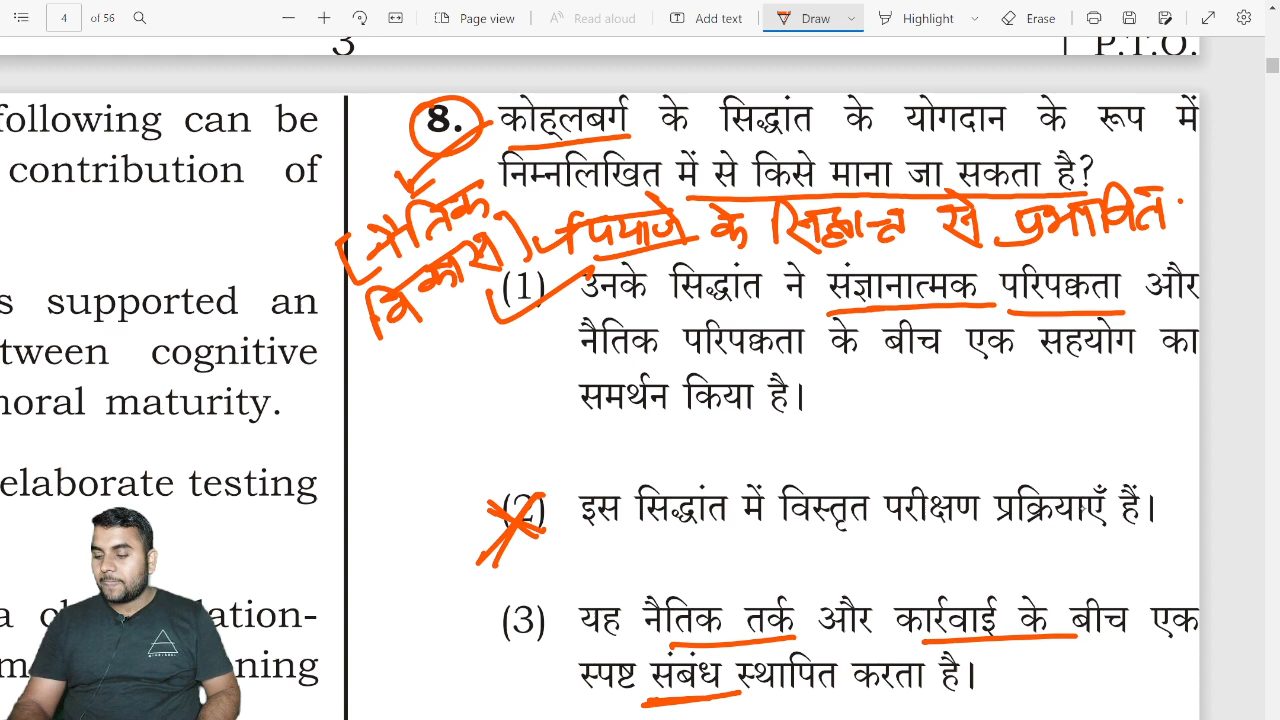 4 of 56 Page view Read aloud Add text Draw Highlight Erase
3 P.T.O.
following can be
contribution of
s supported an
tween cognitive
noral maturity.
elaborate testing
a c lation-
m ning
8. कोह्लबर्ग के सिद्धांत के योगदान के रूप में
निम्नलिखित में से किसे माना जा सकता है?
[नैतिक विकास] पियाजे के सिद्धान्त से प्रभावित.
(1) उनके सिद्धांत ने संज्ञानात्मक परिपक्वता और
नैतिक परिपक्वता के बीच एक सहयोग का
समर्थन किया है।
(2) इस सिद्धांत में विस्तृत परीक्षण प्रक्रियाएँ हैं।
(3) यह नैतिक तर्क और कार्रवाई के बीच एक
स्पष्ट संबंध स्थापित करता है।